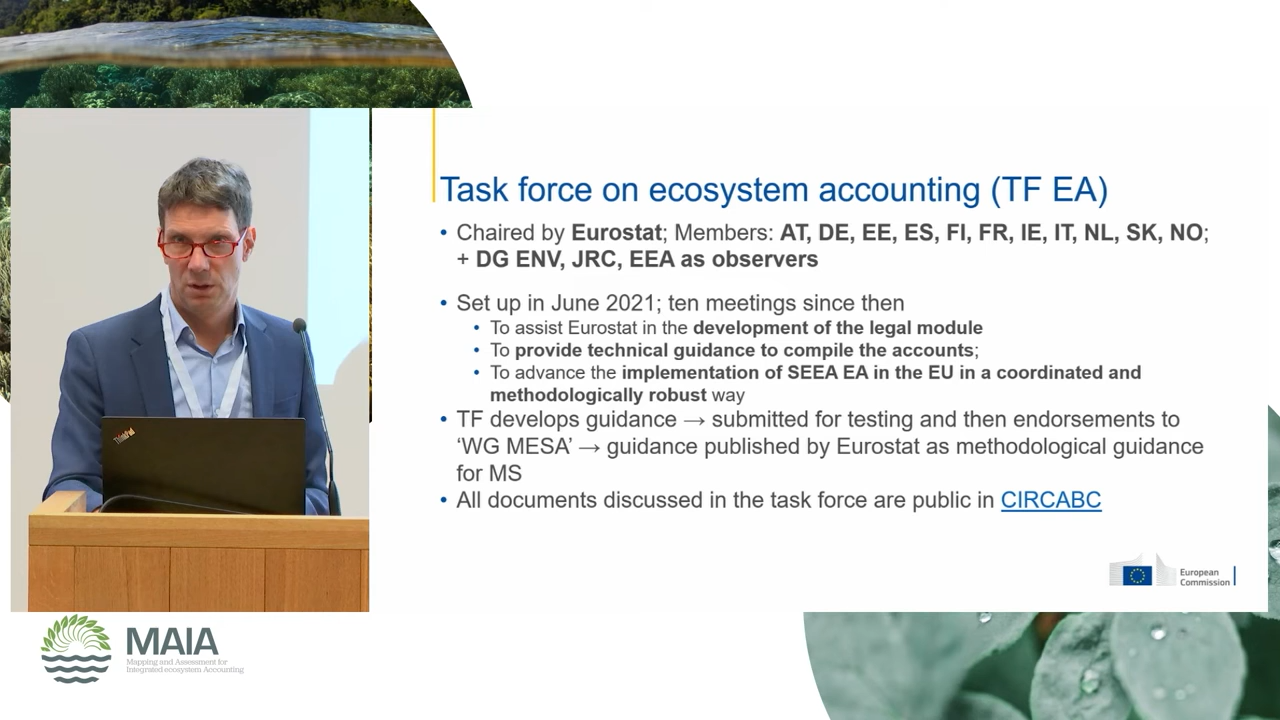 Task force on ecosystem accounting (TF EA)
• Chaired by Eurostat; Members: AT, DE, EE, ES, FI, FR, IE, IT, NL, SK, NO;
+ DG ENV, JRC, EEA as observers
• Set up in June 2021; ten meetings since then
• To assist Eurostat in the development of the legal module
• To provide technical guidance to compile the accounts;
• To advance the implementation of SEEA EA in the EU in a coordinated and
methodologically robust way
• TF develops guidance → submitted for testing and then endorsements to
‘WG MESA’ → guidance published by Eurostat as methodological guidance
for MS
• All documents discussed in the task force are public in CIRCABC
European
Commission
ThinkPad
MAIA
Mapping and Assessment for
Integrated ecosystem Accounting